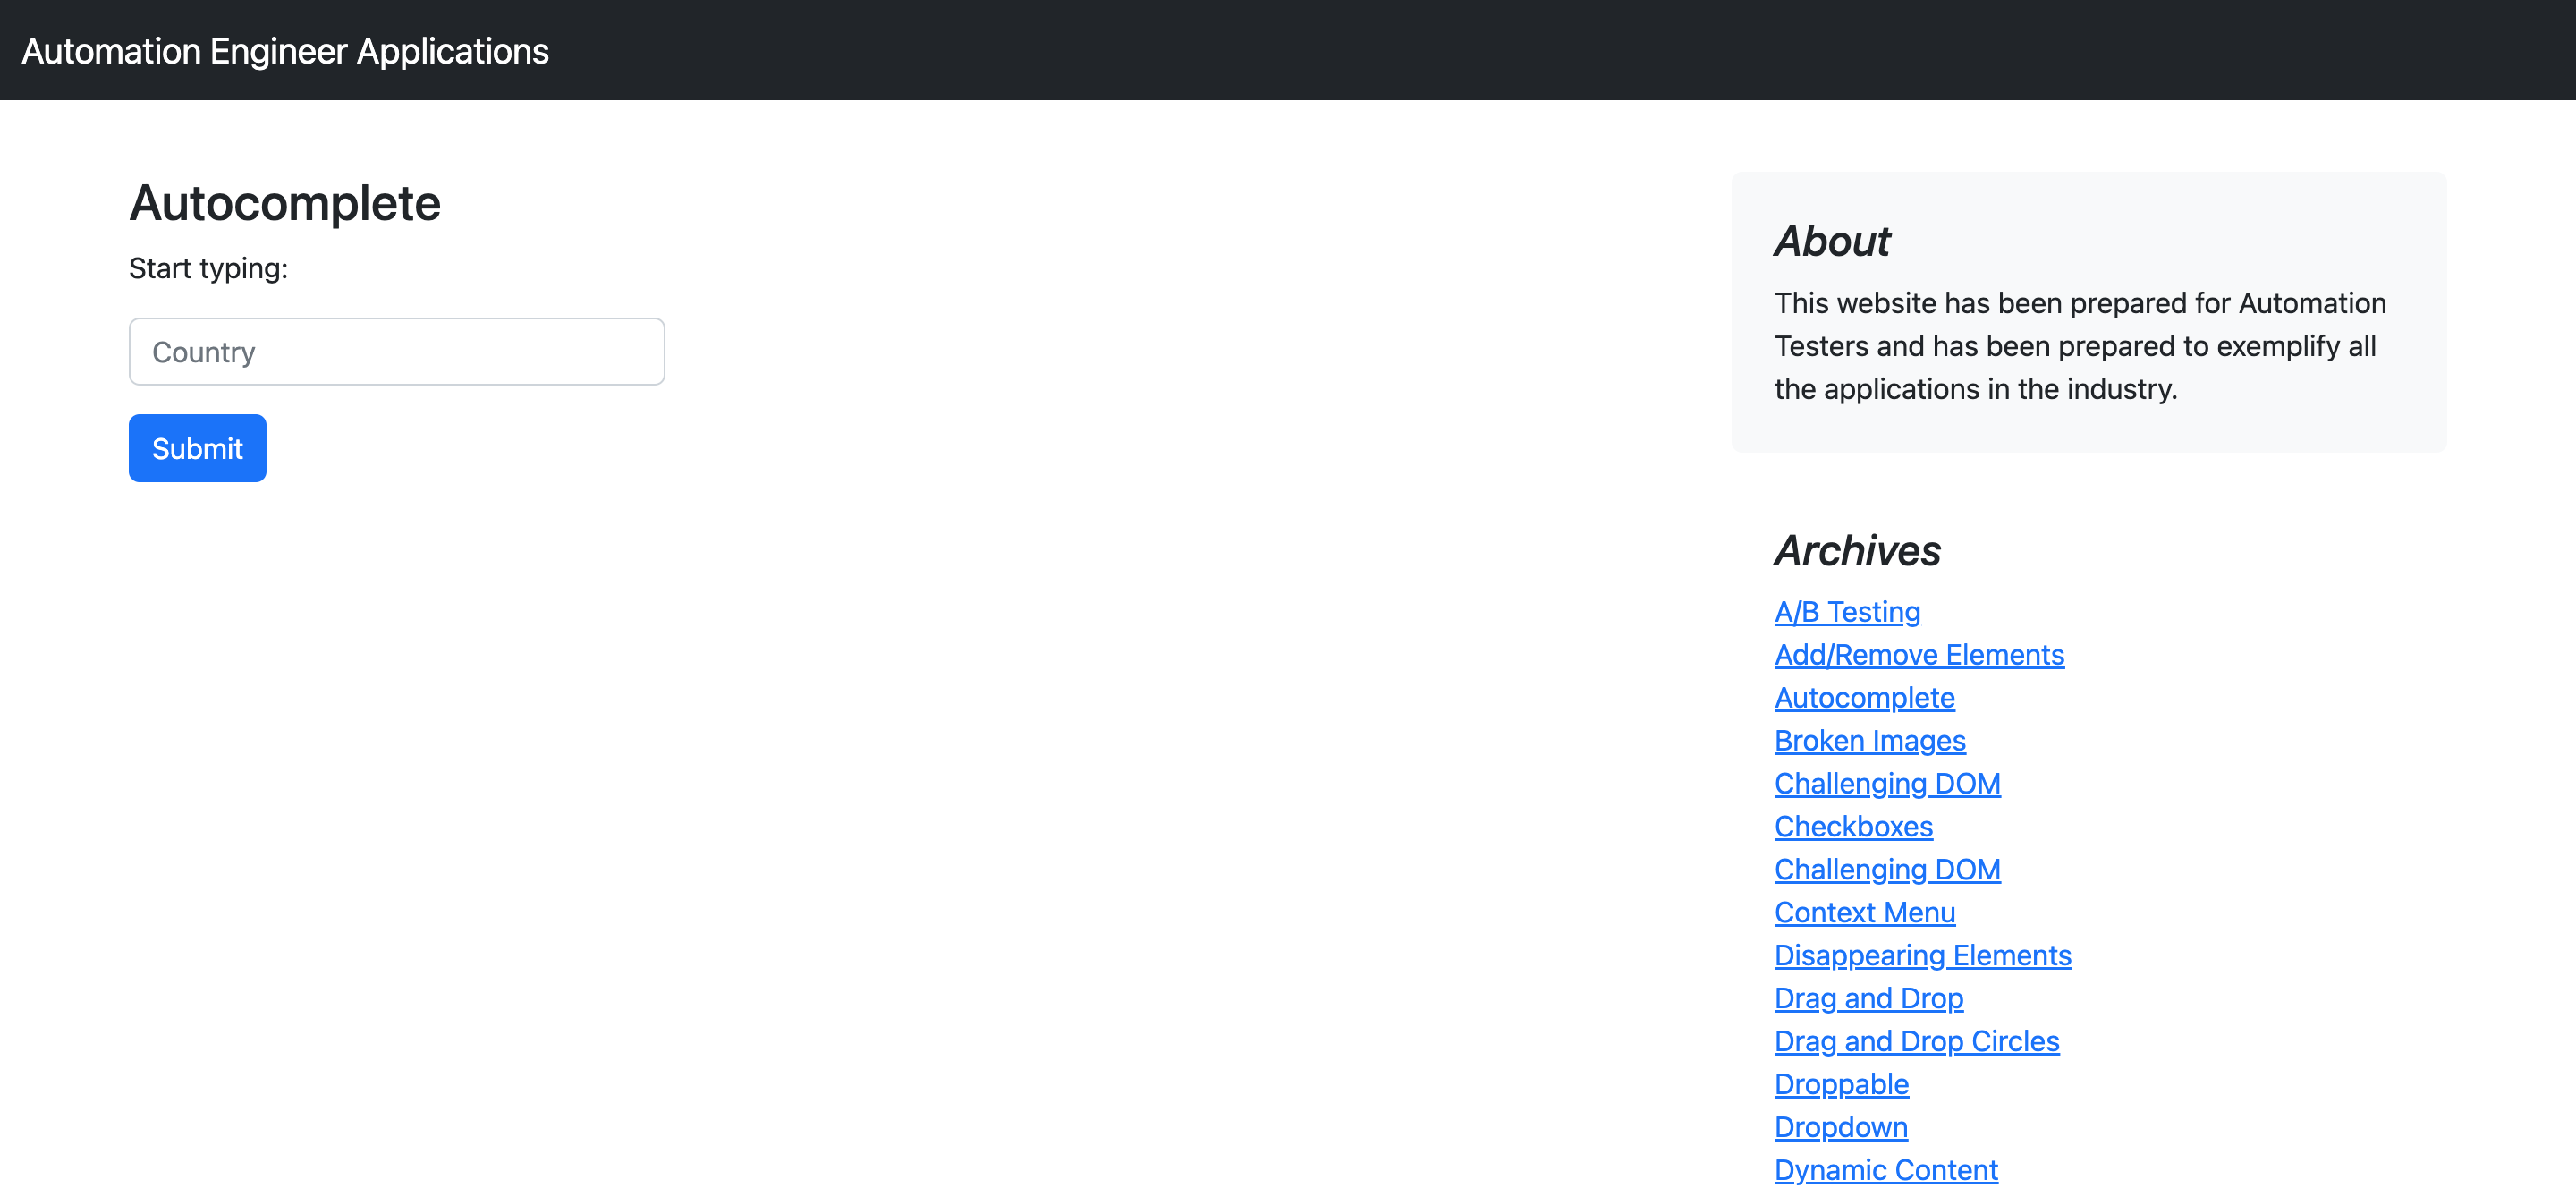 Automation Engineer Applications
Autocomplete
Start typing:
Country
Submit
About
This website has been prepared for Automation
Testers and has been prepared to exemplify all
the applications in the industry.
Archives
A/B Testing
Add/Remove Elements
Autocomplete
Broken Images
Challenging DOM
Checkboxes
Challenging DOM
Context Menu
Disappearing Elements
Drag and Drop
Drag and Drop Circles
Droppable
Dropdown
Dynamic Content